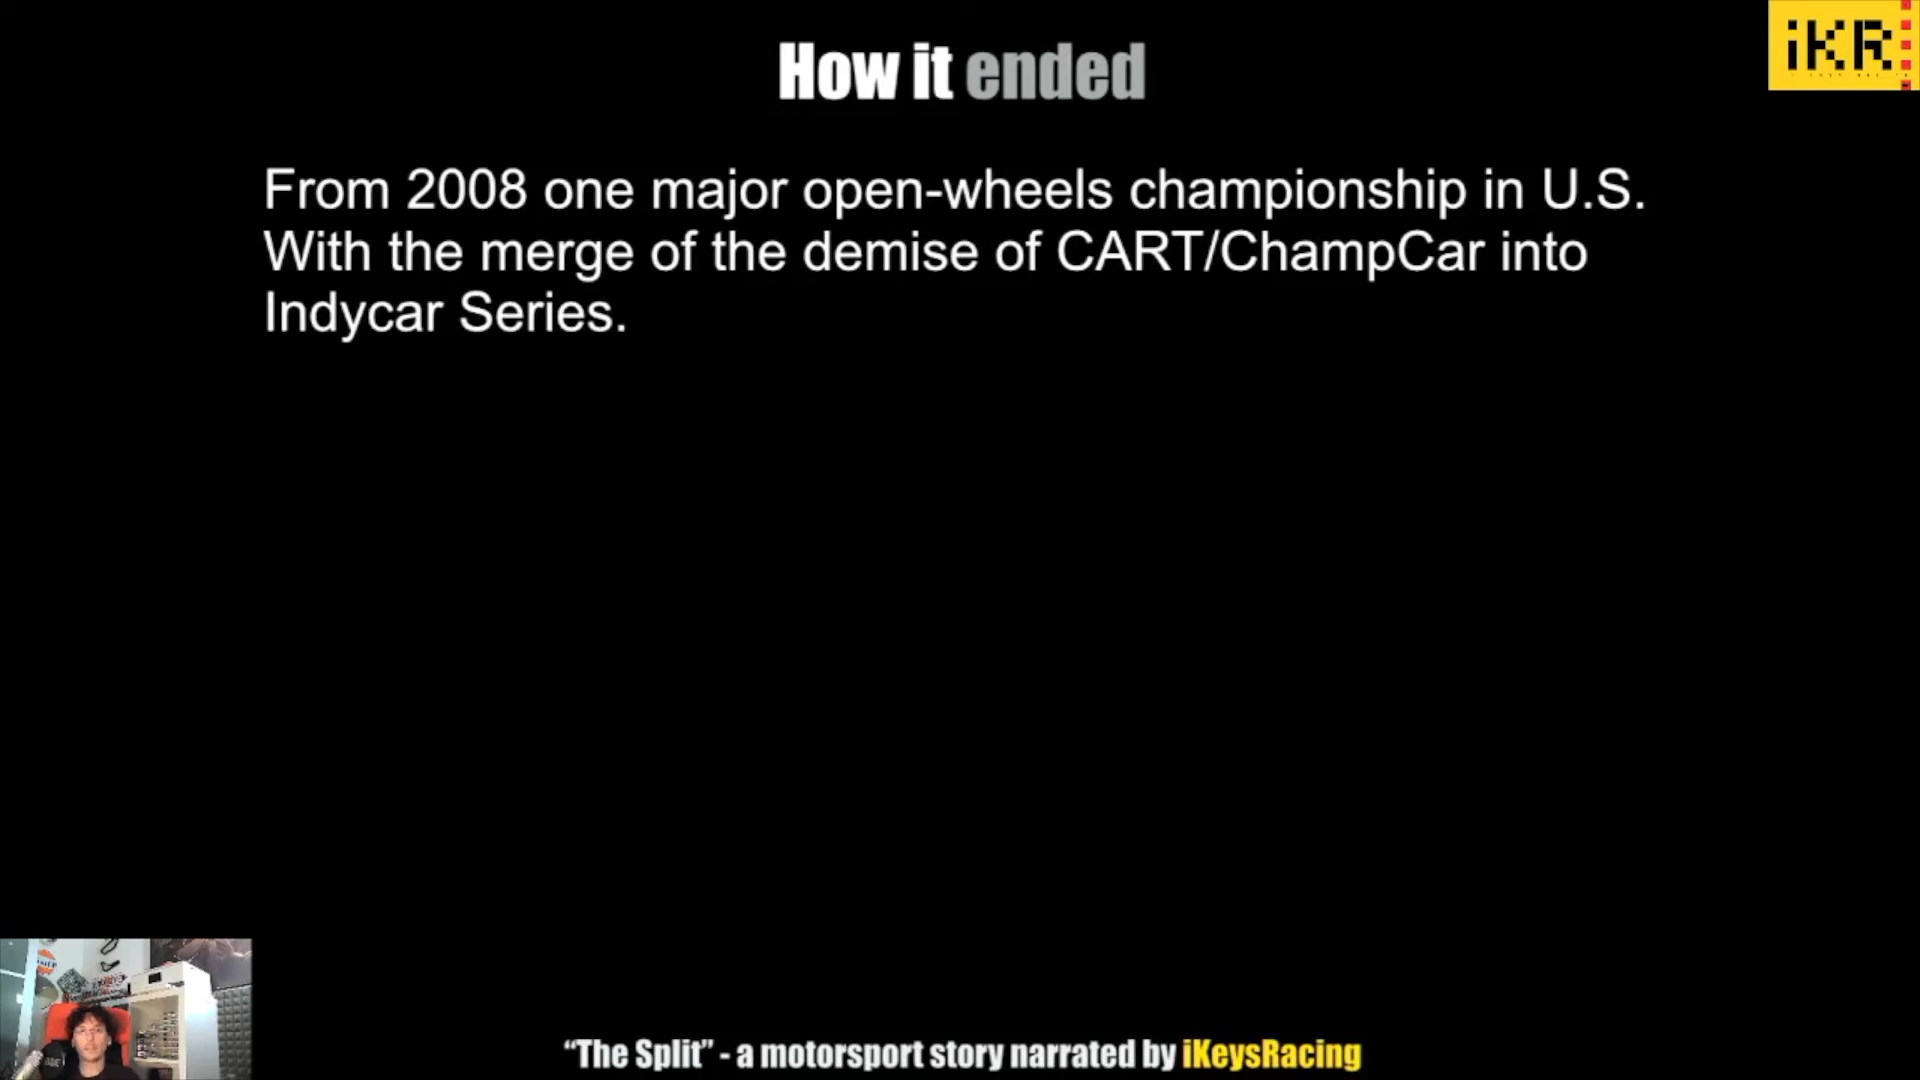 How it ended
iKR
From 2008 one major open-wheels championship in U.S.
With the merge of the demise of CART/ChampCar into
Indycar Series.
“The Split” - a motorsport story narrated by iKeysRacing